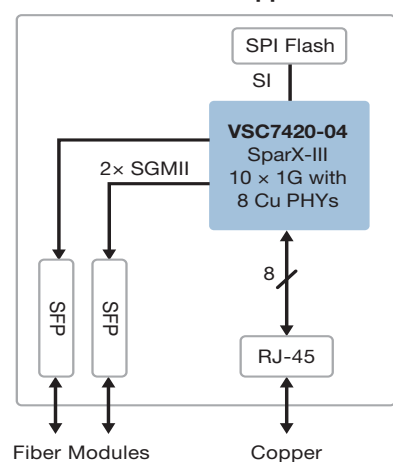 SPI Flash
SI
VSC7420-04
SparX-III
10 × 1G with
8 Cu PHYs
2× SGMII
8
SFP
SFP
RJ-45
Fiber Modules
Copper